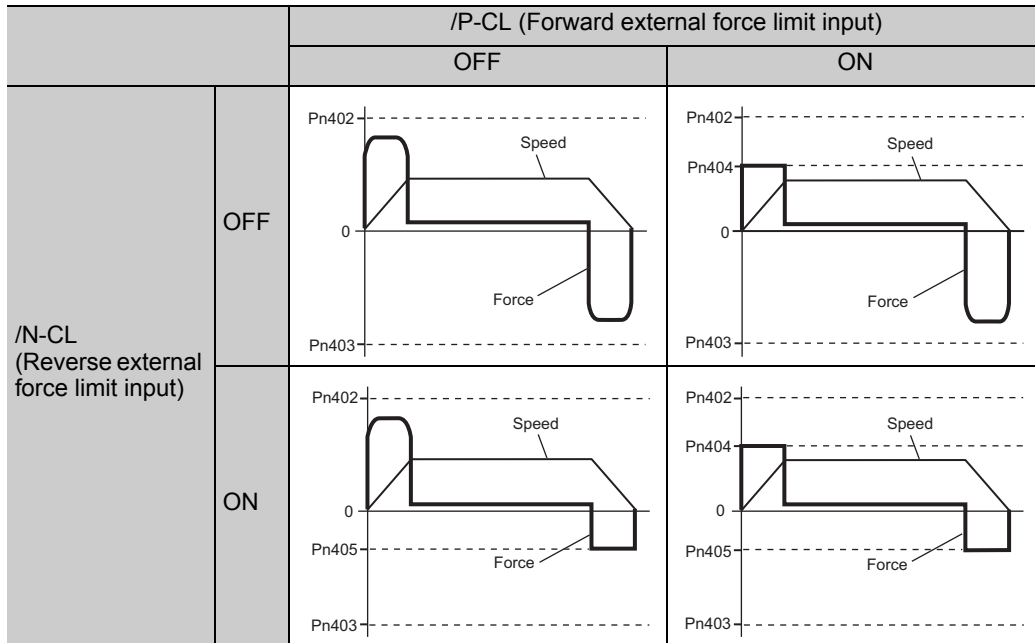 /P-CL (Forward external force limit input)
OFF
ON
/N-CL
(Reverse external
force limit input)
OFF
Pn402
Speed
0
Force
Pn403
Pn402
Speed
Pn404
0
Force
Pn403
ON
Pn402
Speed
0
Pn405
Force
Pn403
Pn402
Speed
Pn404
0
Pn405
Force
Pn403